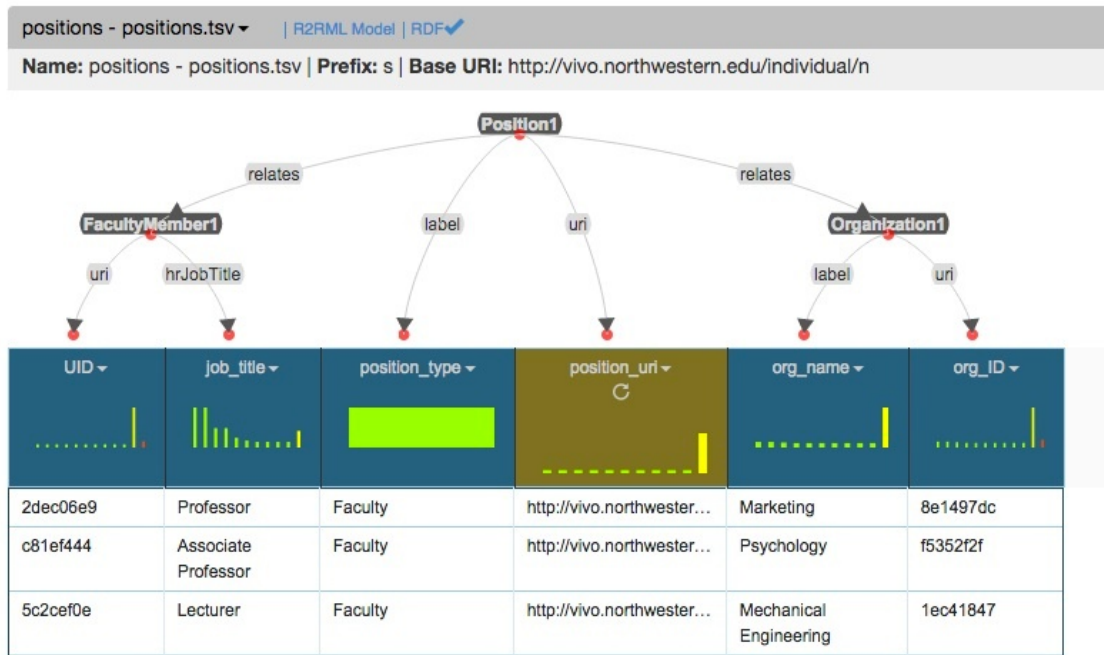 positions - positions.tsv | R2RML Model | RDF
Name: positions - positions.tsv | Prefix: s | Base URI: http://vivo.northwestern.edu/individual/n
Position1
relates relates
FacultyMember1 label uri Organization1
uri hrJobTitle label uri
UID job_title position_type position_uri org_name org_ID
2dec06e9 Professor Faculty http://vivo.northwester... Marketing 8e1497dc
c81ef444 Associate Faculty http://vivo.northwester... Psychology f5352f2f
Professor
5c2cef0e Lecturer Faculty http://vivo.northwester... Mechanical 1ec41847
Engineering